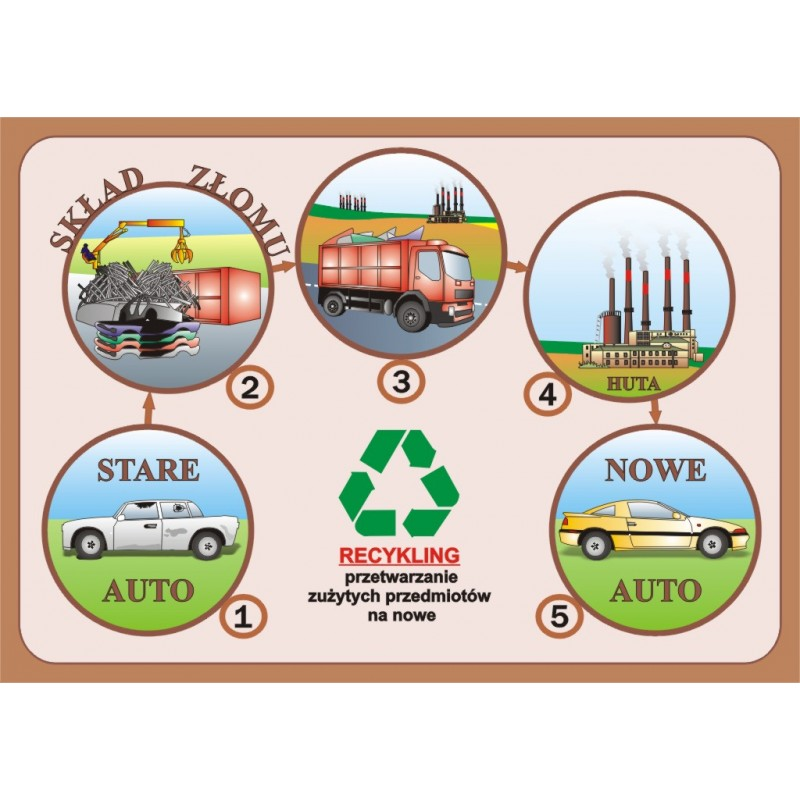 SKŁAD ZŁOMU
2
3
4
HUTA
STARE
AUTO
1
RECYKLING
przetwarzanie
zużytych przedmiotów
na nowe
NOWE
AUTO
5